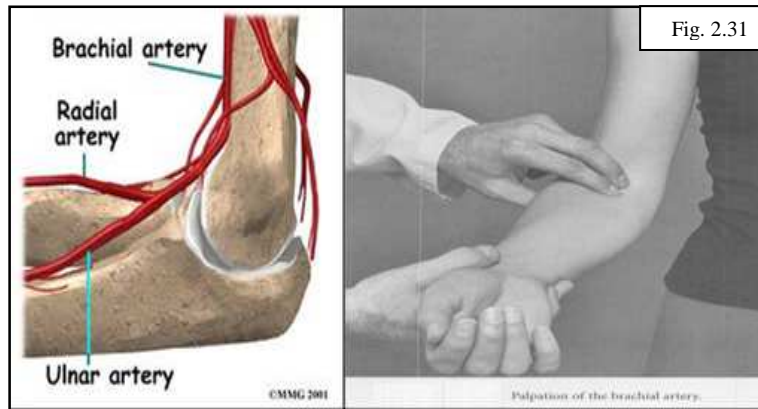 Fig. 2.31
Brachial
artery
Radial
artery
Ulnar artery
©MMG 2001
Palpation of the brachial artery.